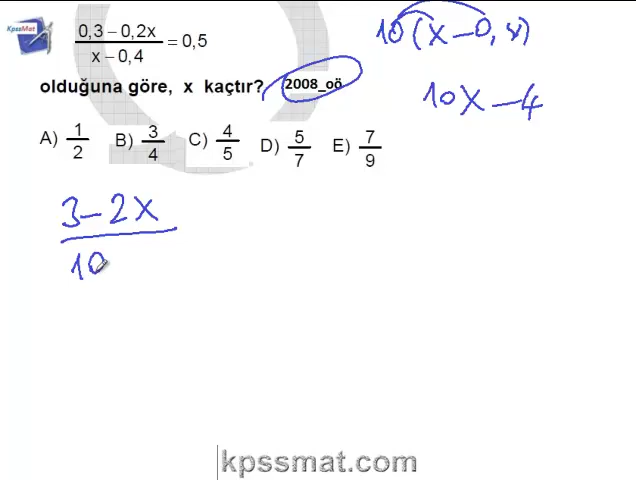 KpssMat
0,3 – 0,2x / x – 0,4 = 0,5
olduğuna göre, x kaçtır? 2008_oö
A) 1/2 B) 3/4 C) 4/5 D) 5/7 E) 7/9
10(x – 0,4)
10x – 4
3 – 2x
10
kpssmat.com